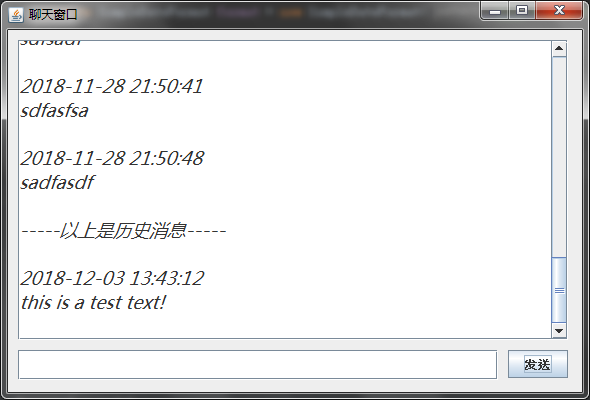 聊天窗口
2018-11-28 21:50:41
sdfasfsa
2018-11-28 21:50:48
sadfasdf
-----以上是历史消息-----
2018-12-03 13:43:12
this is a test text!
发送